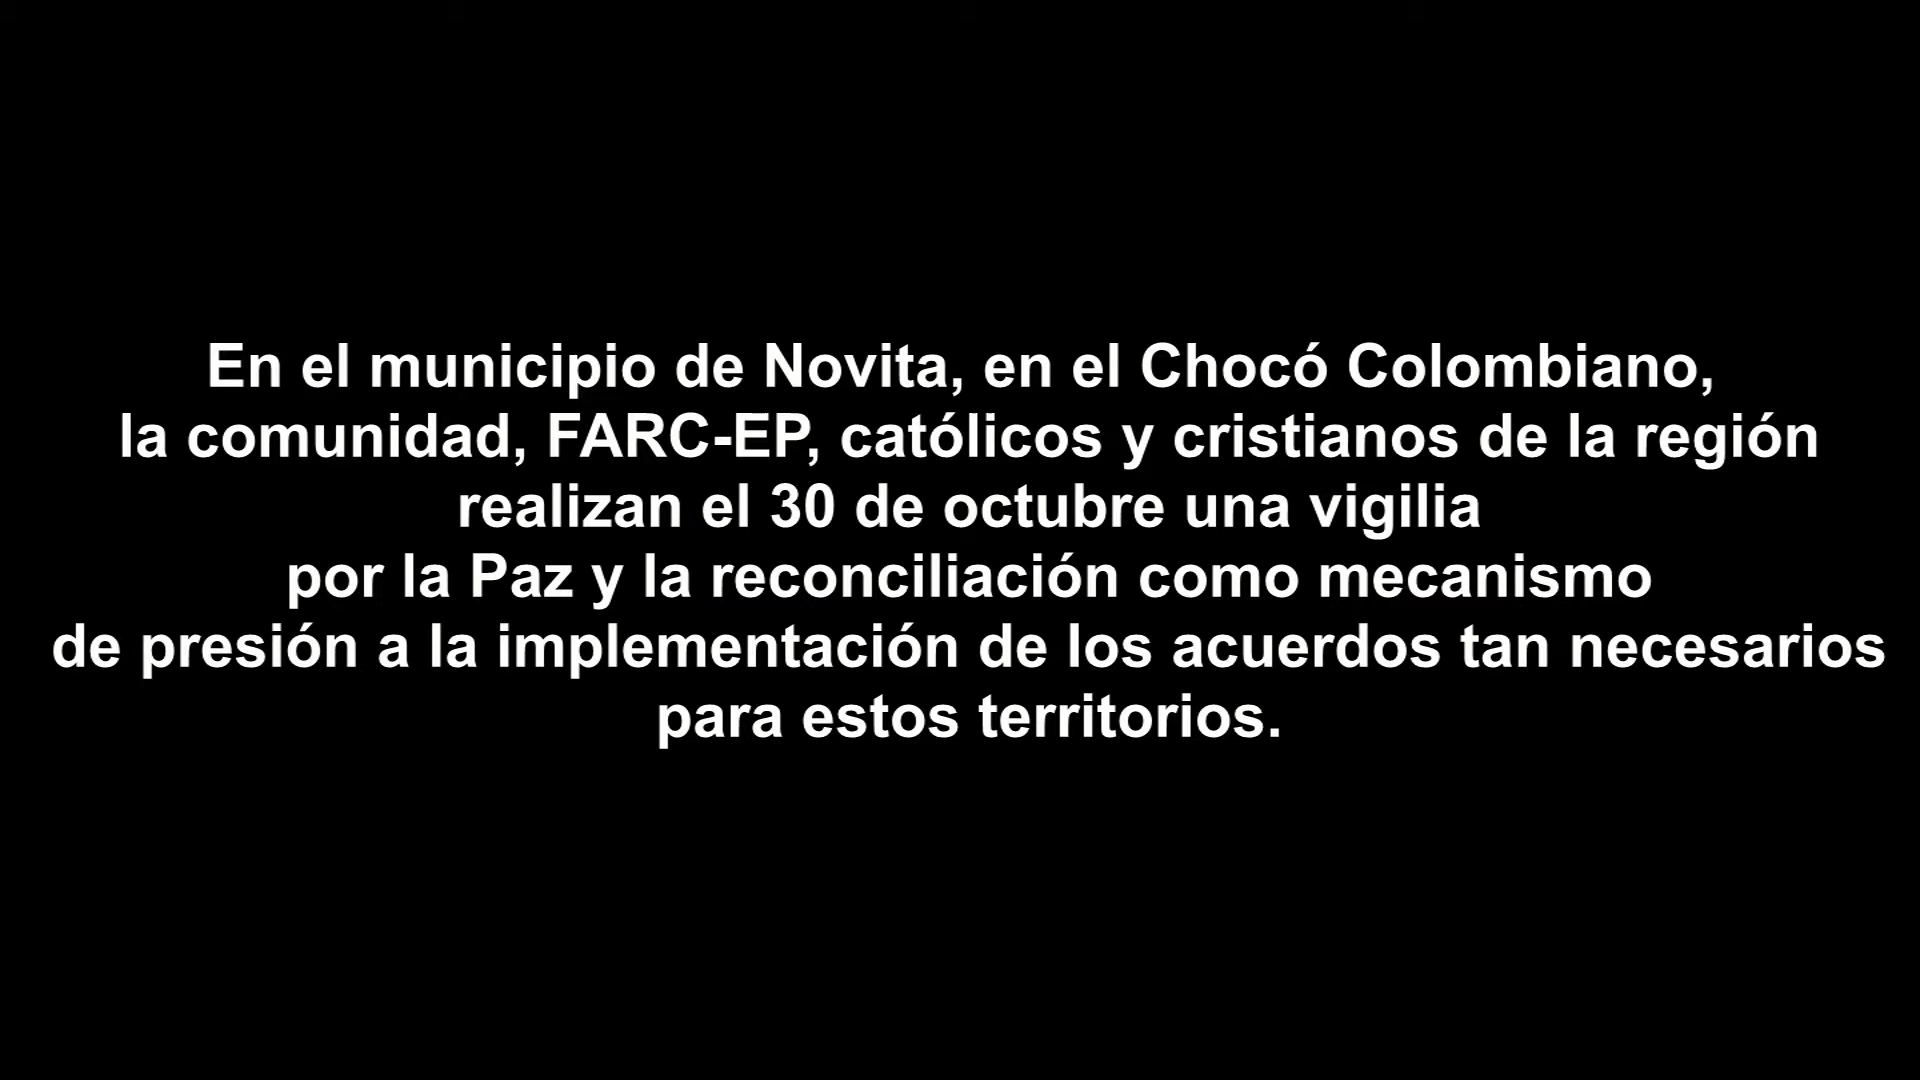 En el municipio de Novita, en el Chocó Colombiano,
la comunidad, FARC-EP, católicos y cristianos de la región
realizan el 30 de octubre una vigilia
por la Paz y la reconciliación como mecanismo
de presión a la implementación de los acuerdos tan necesarios
para estos territorios.